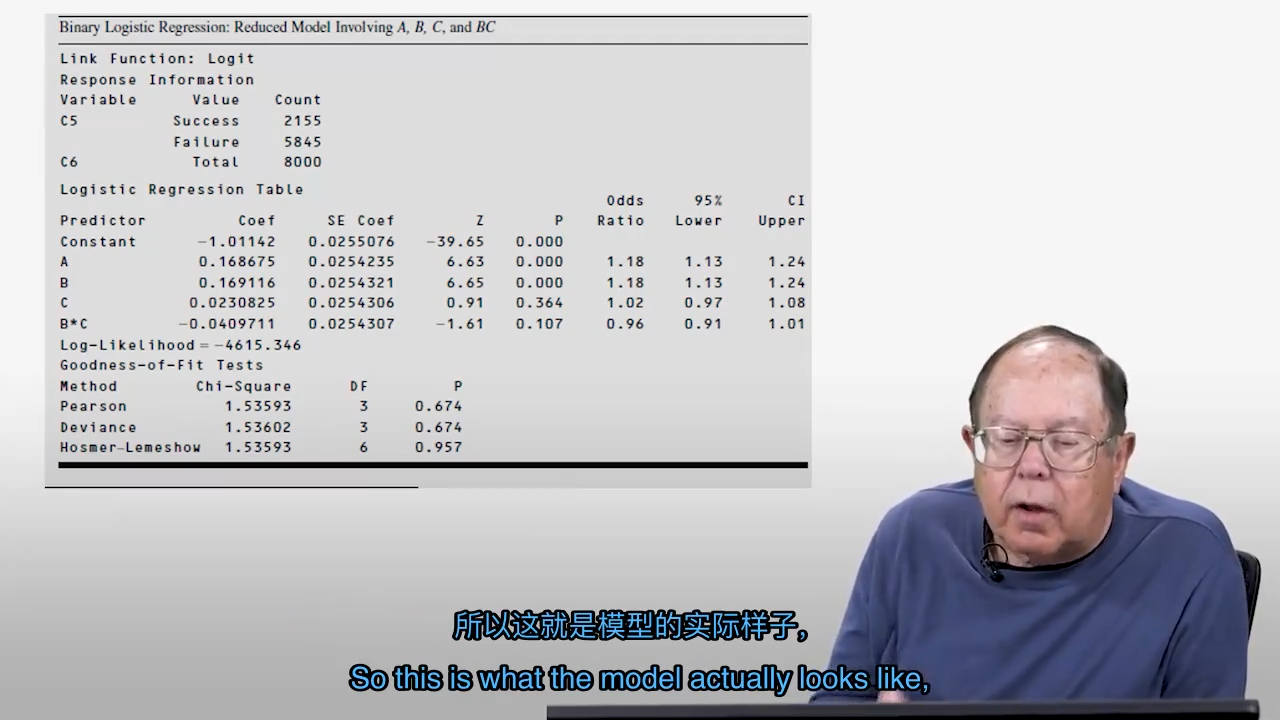 Binary Logistic Regression: Reduced Model Involving A, B, C, and BC
Link Function: Logit
Response Information
Variable Value Count
C5 Success 2155
Failure 5845
C6 Total 8000
Logistic Regression Table
Odds 95% CI
Predictor Coef SE Coef Z P Ratio Lower Upper
Constant −1.01142 0.0255076 −39.65 0.000
A 0.168675 0.0254235 6.63 0.000 1.18 1.13 1.24
B 0.169116 0.0254321 6.65 0.000 1.18 1.13 1.24
C 0.0230825 0.0254306 0.91 0.364 1.02 0.97 1.08
B*C −0.0409711 0.0254307 −1.61 0.107 0.96 0.91 1.01
Log-Likelihood = −4615.346
Goodness-of-Fit Tests
Method Chi-Square DF P
Pearson 1.53593 3 0.674
Deviance 1.53602 3 0.674
Hosmer–Lemeshow 1.53593 6 0.957
所以这就是模型的实际样子，
So this is what the model actually looks like,